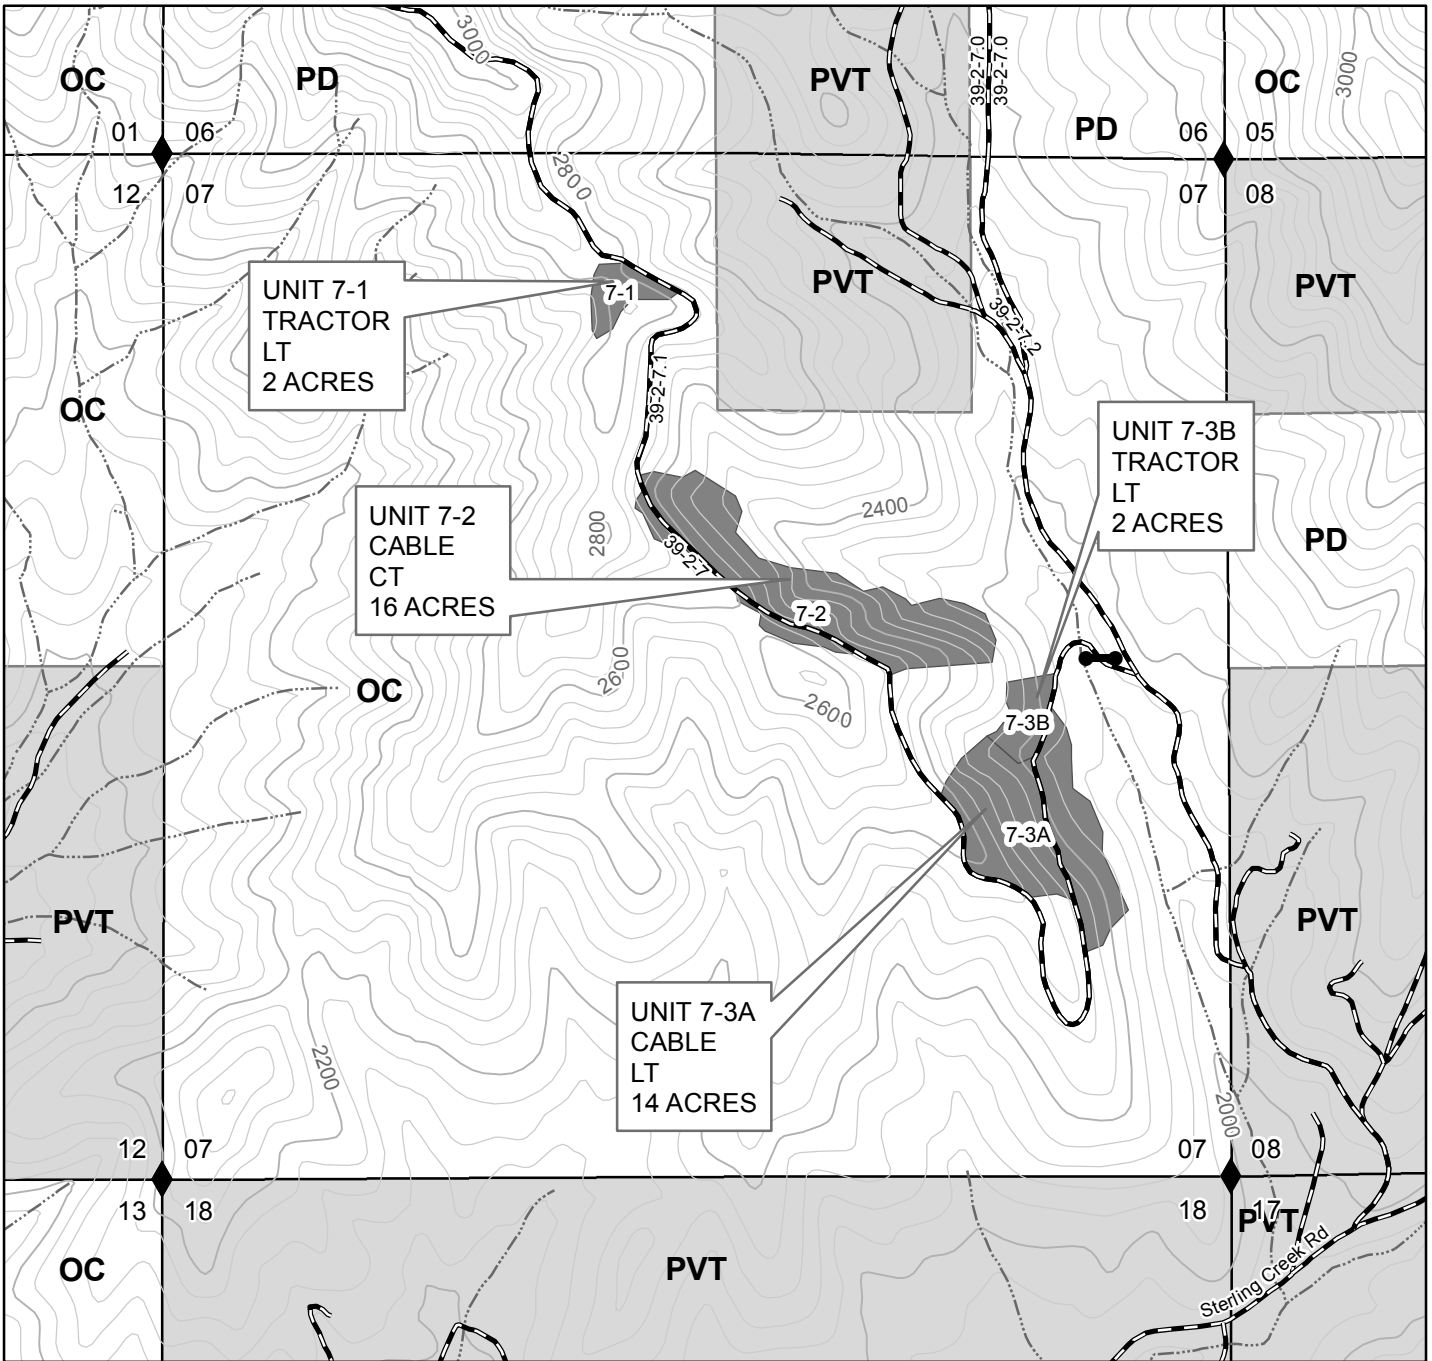 3000
39-2-7.0
39-2-7.0
3000
OC
PD
PVT
PD
OC
01
06
06
05
12
07
2800
07
08
UNIT 7-1
TRACTOR
LT
2 ACRES
7-1
PVT
PVT
39-2-7.2
39-2-7.1
OC
UNIT 7-3B
TRACTOR
LT
2 ACRES
UNIT 7-2
CABLE
CT
16 ACRES
2800
2400
PD
39-2-7
7-2
2600
OC
2600
7-3B
7-3A
PVT
PVT
UNIT 7-3A
CABLE
LT
14 ACRES
2200
2000
12
07
07
08
13
18
18
17
PVT
OC
PVT
Sterling Creek Rd